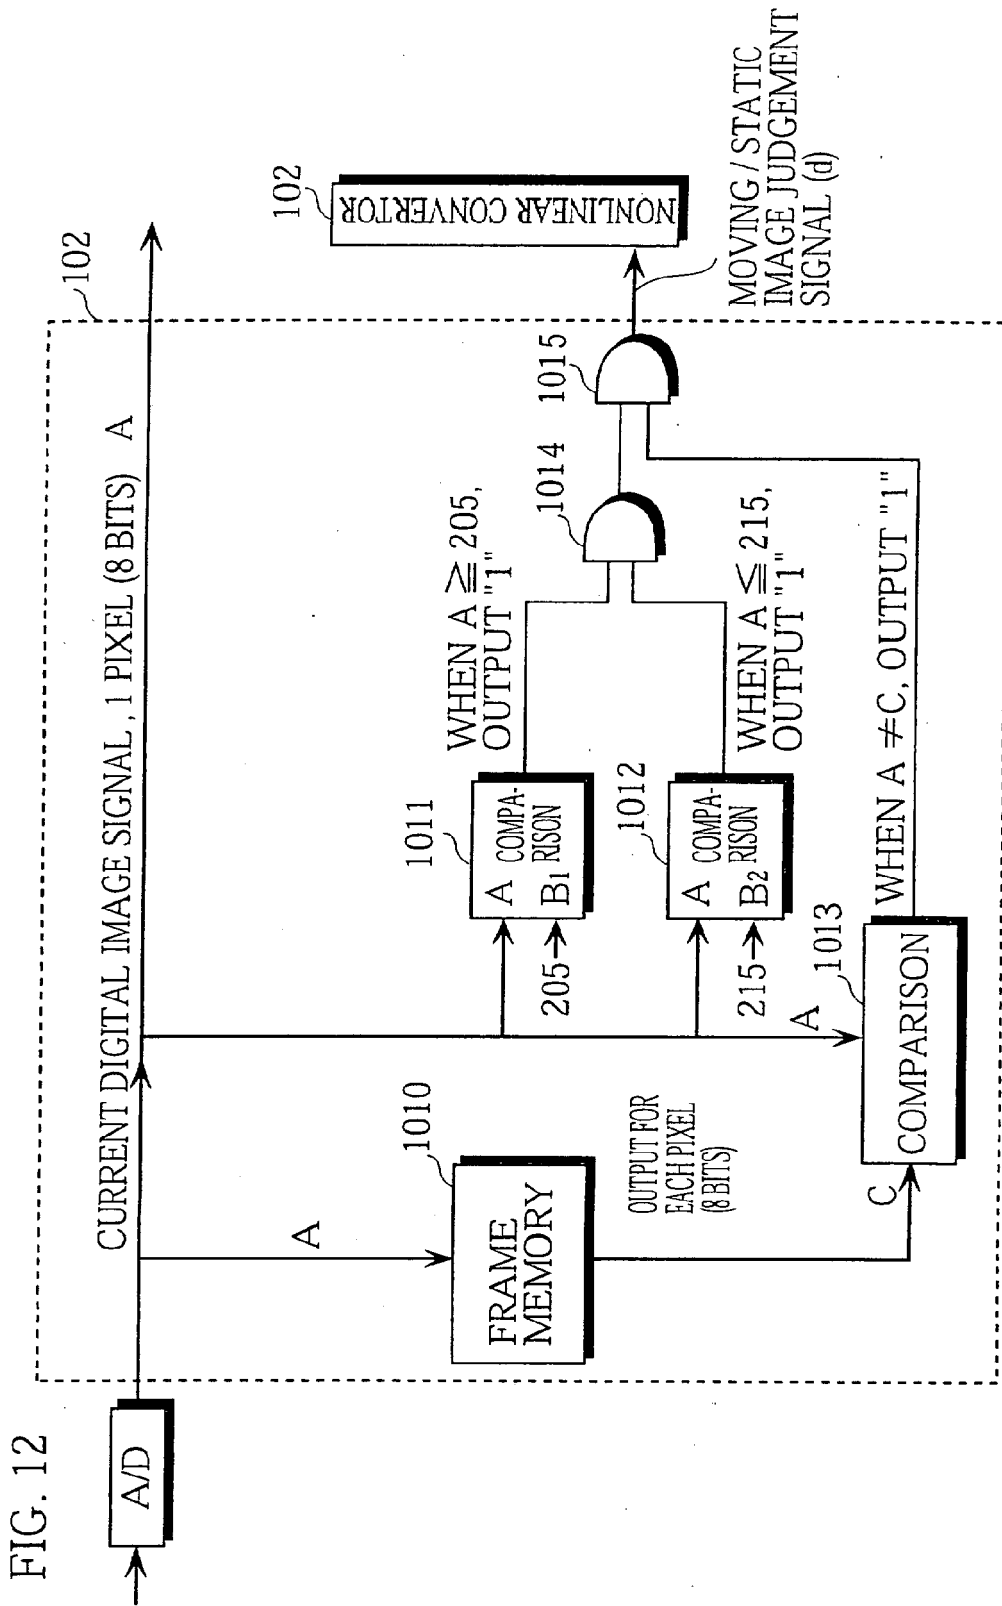 FIG. 12
A/D
CURRENT DIGITAL IMAGE SIGNAL, 1 PIXEL (8 BITS) A
102
A
1010
FRAME
MEMORY
OUTPUT FOR
EACH PIXEL
(8 BITS)
C
A
1013
COMPARISON
WHEN A ≠C, OUTPUT "1"
1011
A COMPA-
RISON
B1
205
WHEN A ≧ 205,
OUTPUT "1"
1012
A COMPA-
RISON
B2
215
WHEN A ≦ 215,
OUTPUT "1"
1014
1015
102
NONLINEAR CONVERTOR
MOVING / STATIC
IMAGE JUDGEMENT
SIGNAL (d)